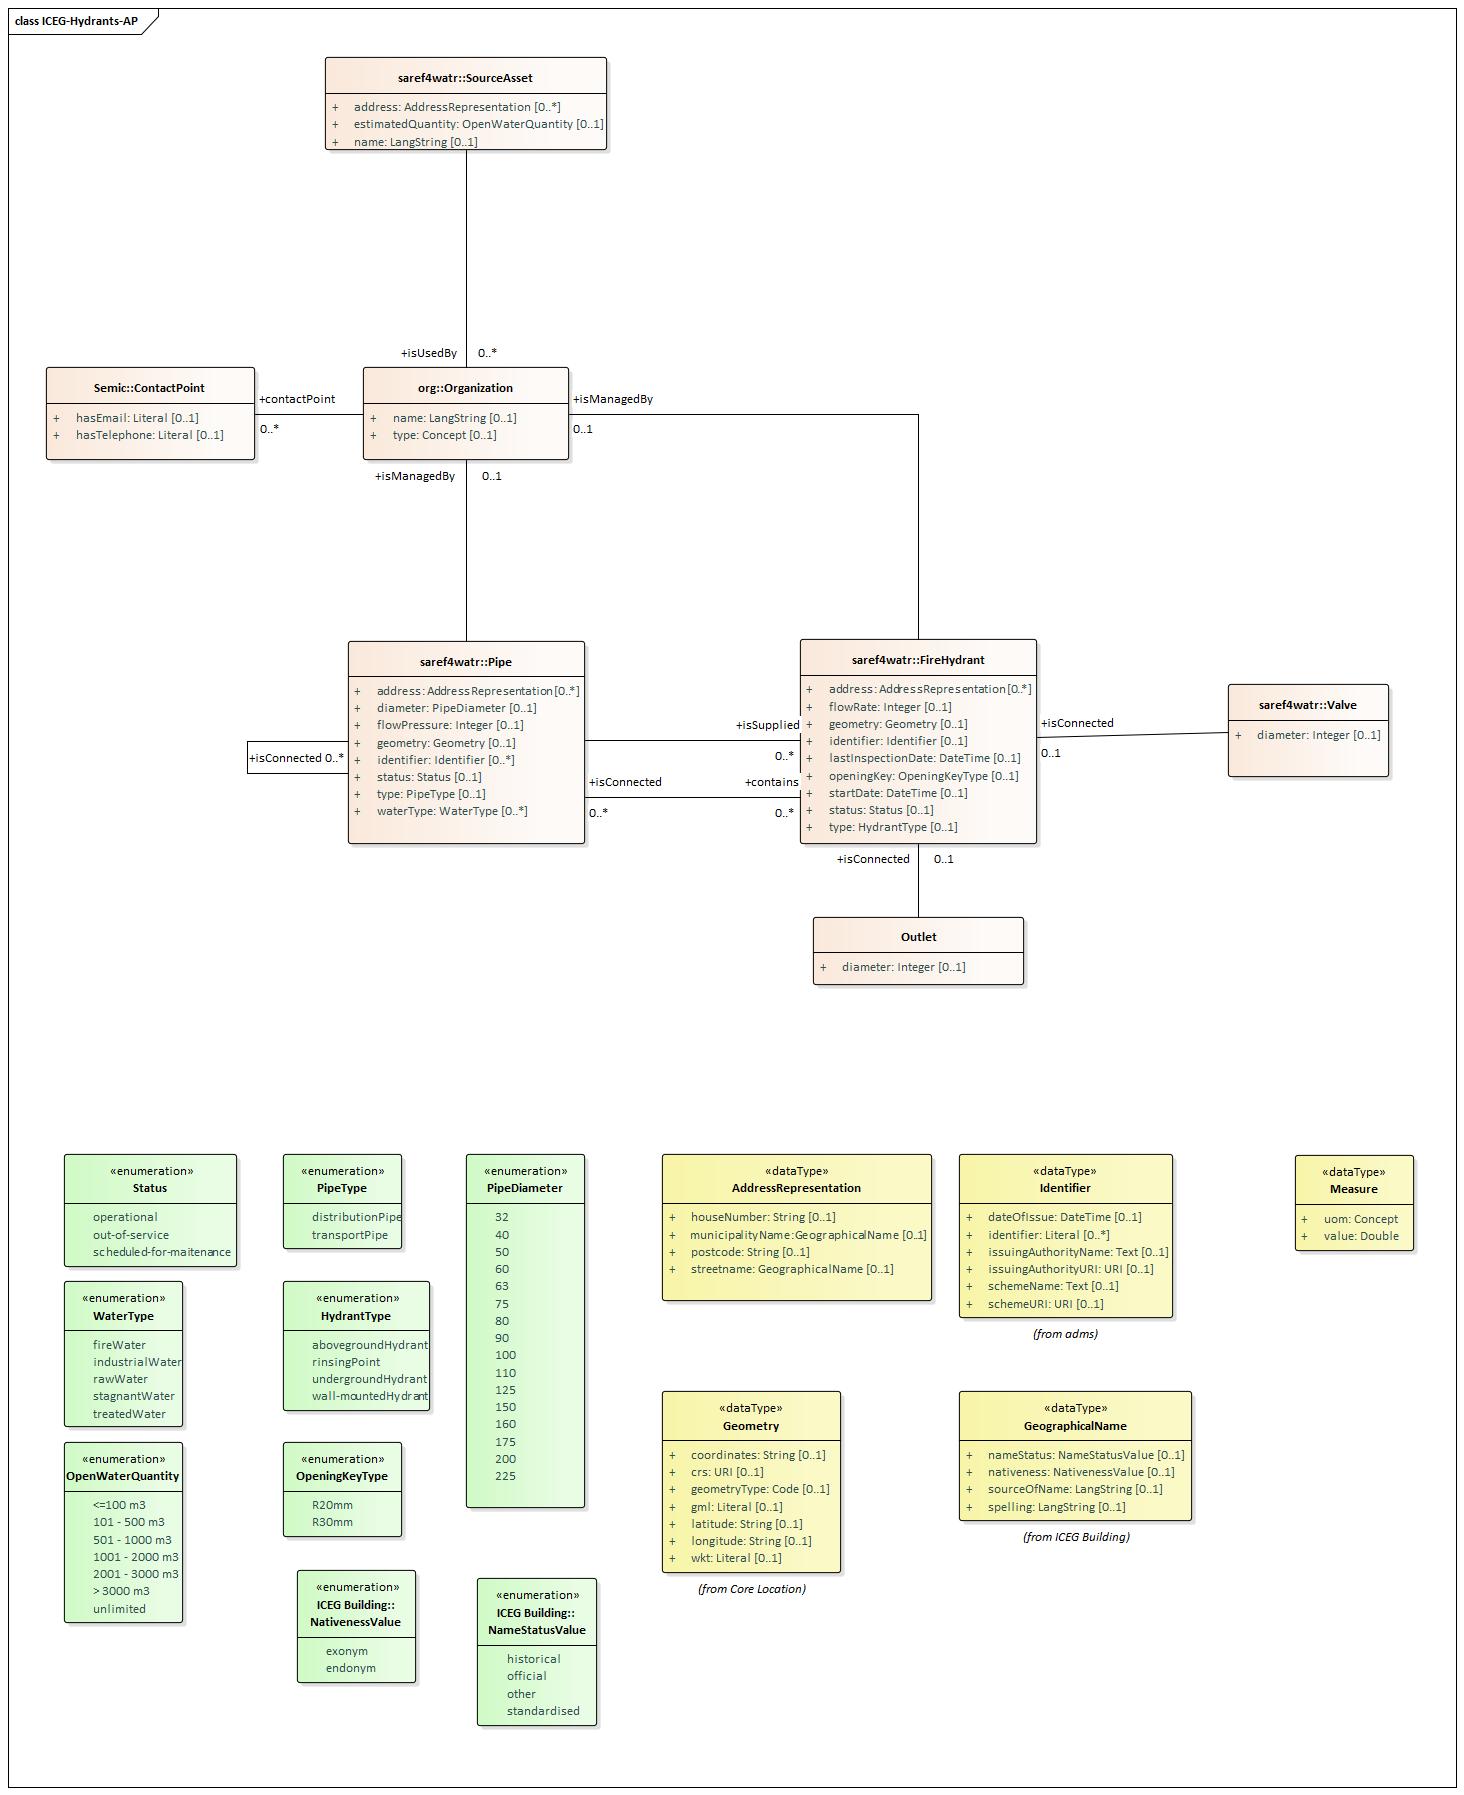 class ICEG-Hydrants-AP
saref4watr::SourceAsset
+ address: AddressRepresentation [0..*]
+ estimatedQuantity: OpenWaterQuantity [0..1]
+ name: LangString [0..1]
+isUsedBy 0..*
Semic::ContactPoint
+ hasEmail: Literal [0..1]
+ hasTelephone: Literal [0..1]
+contactPoint
0..*
org::Organization
+ name: LangString [0..1]
+ type: Concept [0..1]
+isManagedBy
0..1
+isManagedBy 0..1
saref4watr::Pipe
+ address: AddressRepresentation [0..*]
+ diameter: PipeDiameter [0..1]
+ flowPressure: Integer [0..1]
+ geometry: Geometry [0..1]
+ identifier: Identifier [0..*]
+ status: Status [0..1]
+ type: PipeType [0..1]
+ waterType: WaterType [0..*]
+isConnected 0..*
+isSupplied
0..*
+isConnected
0..*
+contains
0..*
saref4watr::FireHydrant
+ address: AddressRepresentation [0..*]
+ flowRate: Integer [0..1]
+ geometry: Geometry [0..1]
+ identifier: Identifier [0..1]
+ lastInspectionDate: DateTime [0..1]
+ openingKey: OpeningKeyType [0..1]
+ startDate: DateTime [0..1]
+ status: Status [0..1]
+ type: HydrantType [0..1]
+isConnected
0..1
saref4watr::Valve
+ diameter: Integer [0..1]
+isConnected 0..1
Outlet
+ diameter: Integer [0..1]
«enumeration»
Status
operational
out-of-service
scheduled-for-maitenance
«enumeration»
PipeType
distributionPipe
transportPipe
«enumeration»
PipeDiameter
32
40
50
60
63
75
80
90
100
110
125
150
160
175
200
225
«dataType»
AddressRepresentation
+ houseNumber: String [0..1]
+ municipalityName: GeographicalName [0..1]
+ postcode: String [0..1]
+ streetname: GeographicalName [0..1]
«dataType»
Identifier
+ dateOfIssue: DateTime [0..1]
+ identifier: Literal [0..*]
+ issuingAuthorityName: Text [0..1]
+ issuingAuthorityURI: URI [0..1]
+ schemeName: Text [0..1]
+ schemeURI: URI [0..1]
(from adms)
«dataType»
Measure
+ uom: Concept
+ value: Double
«enumeration»
WaterType
fireWater
industrialWater
rawWater
stagnantWater
treatedWater
«enumeration»
HydrantType
abovegroundHydrant
rinsingPoint
undergroundHydrant
wall-mountedHydrant
«enumeration»
OpenWaterQuantity
<=100 m3
101 - 500 m3
501 - 1000 m3
1001 - 2000 m3
2001 - 3000 m3
> 3000 m3
unlimited
«enumeration»
OpeningKeyType
R20mm
R30mm
«dataType»
Geometry
+ coordinates: String [0..1]
+ crs: URI [0..1]
+ geometryType: Code [0..1]
+ gml: Literal [0..1]
+ latitude: String [0..1]
+ longitude: String [0..1]
+ wkt: Literal [0..1]
(from Core Location)
«dataType»
GeographicalName
+ nameStatus: NameStatusValue [0..1]
+ nativeness: NativenessValue [0..1]
+ sourceOfName: LangString [0..1]
+ spelling: LangString [0..1]
(from ICEG Building)
«enumeration»
ICEG Building::
NativenessValue
exonym
endonym
«enumeration»
ICEG Building::
NameStatusValue
historical
official
other
standardised